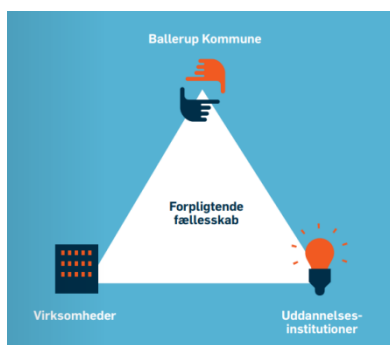 Ballerup Kommune
Forpligtende
fællesskab
Virksomheder
Uddannelses-
institutioner